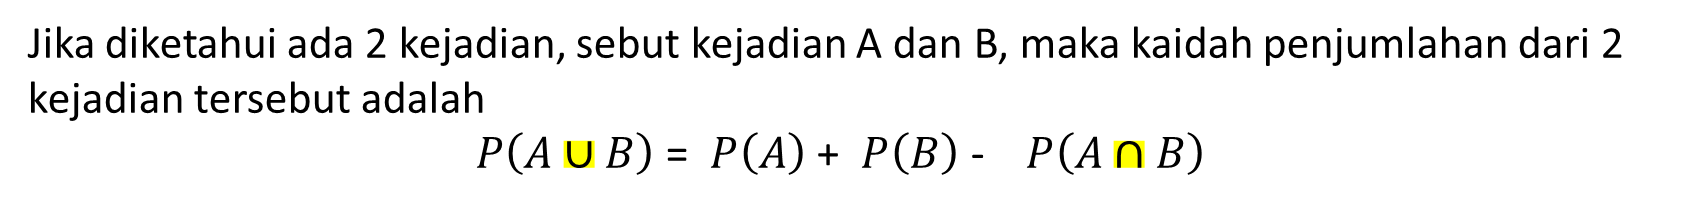 Jika diketahui ada 2 kejadian, sebut kejadian A dan B, maka kaidah penjumlahan dari 2
kejadian tersebut adalah
P(A ∪ B) = P(A) + P(B) - P(A ∩ B)